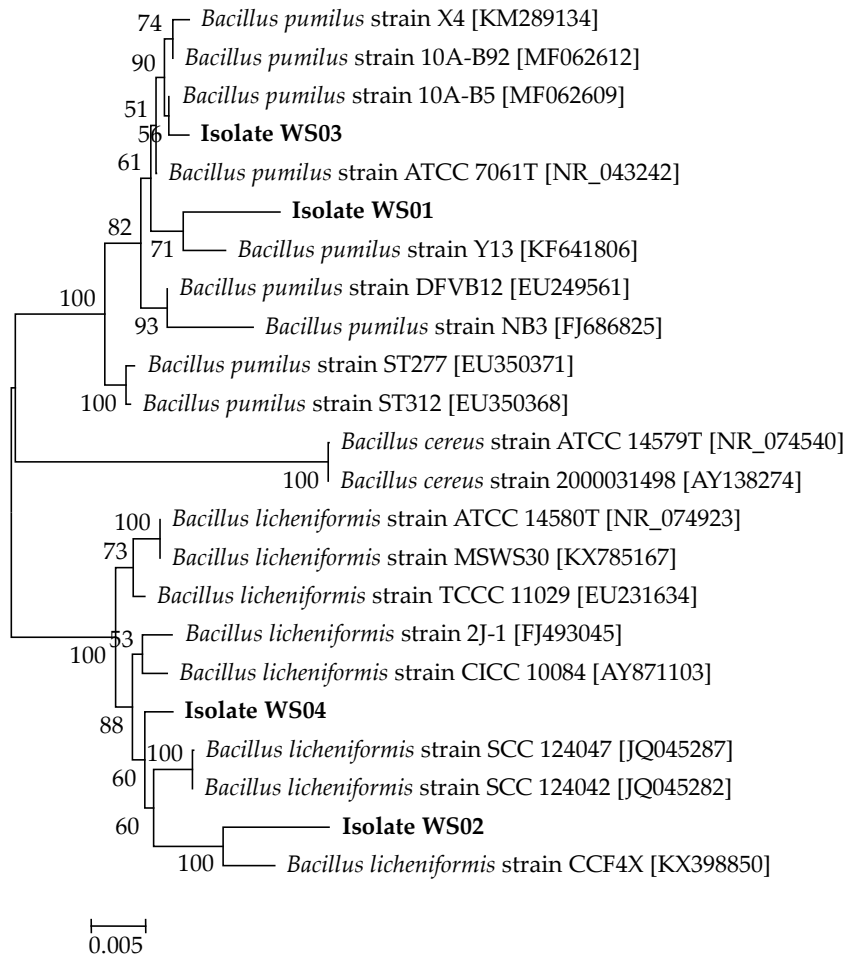 74
Bacillus pumilus strain X4 [KM289134]
90
Bacillus pumilus strain 10A-B92 [MF062612]
Bacillus pumilus strain 10A-B5 [MF062609]
51
56
Isolate WS03
61
Bacillus pumilus strain ATCC 7061T [NR_043242]
Isolate WS01
82
71
Bacillus pumilus strain Y13 [KF641806]
Bacillus pumilus strain DFVB12 [EU249561]
100
93
Bacillus pumilus strain NB3 [FJ686825]
Bacillus pumilus strain ST277 [EU350371]
100
Bacillus pumilus strain ST312 [EU350368]
Bacillus cereus strain ATCC 14579T [NR_074540]
100
Bacillus cereus strain 2000031498 [AY138274]
100
Bacillus licheniformis strain ATCC 14580T [NR_074923]
73
Bacillus licheniformis strain MSWS30 [KX785167]
Bacillus licheniformis strain TCCC 11029 [EU231634]
53
Bacillus licheniformis strain 2J-1 [FJ493045]
100
Bacillus licheniformis strain CICC 10084 [AY871103]
88
Isolate WS04
100
Bacillus licheniformis strain SCC 124047 [JQ045287]
60
Bacillus licheniformis strain SCC 124042 [JQ045282]
60
Isolate WS02
100
Bacillus licheniformis strain CCF4X [KX398850]
0.005